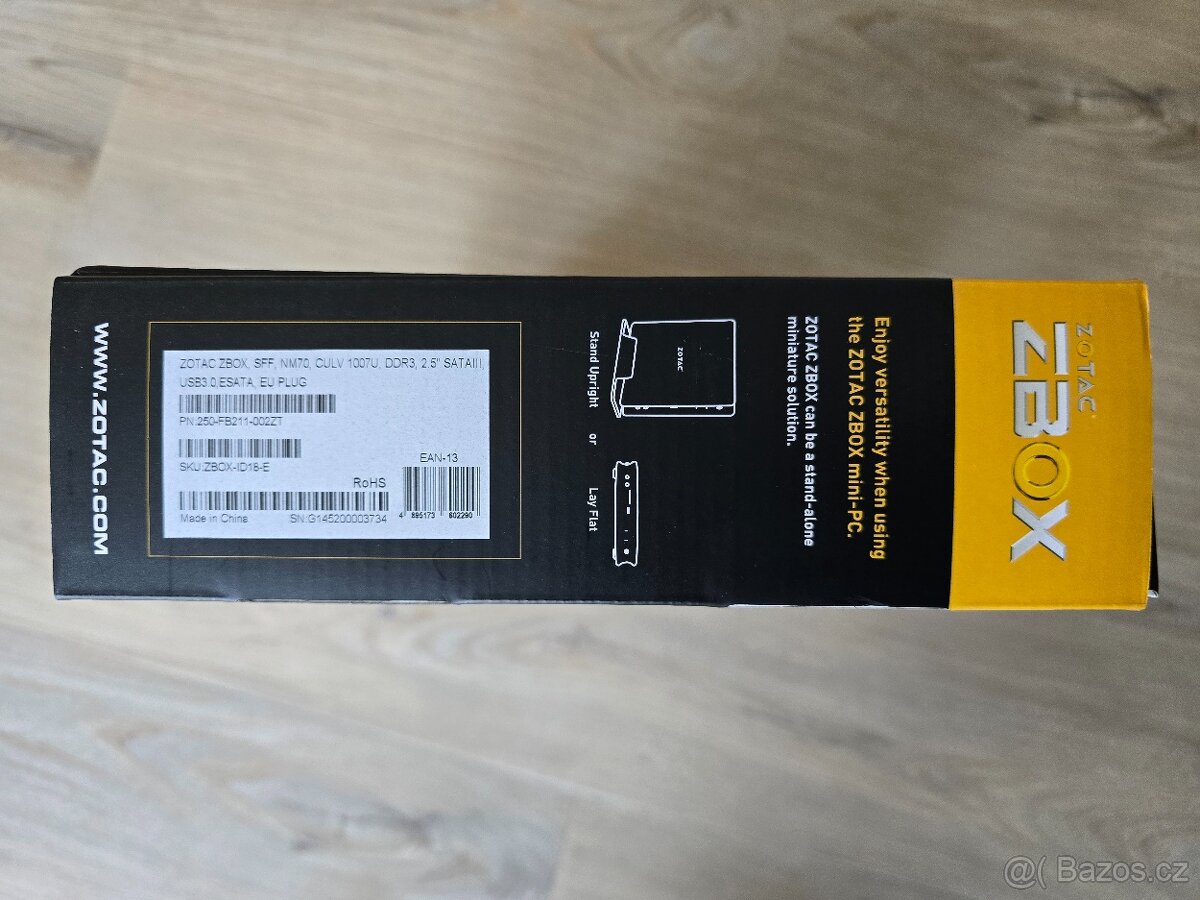 ZOTAC
ZBOX
Enjoy versatility when using
the ZOTAC ZBOX mini-PC.
ZOTAC ZBOX can be a stand-alone
miniature solution.
ZOTAC
Stand Upright
or
Lay Flat
ZOTAC ZBOX, SFF, NM70, CULV 1007U, DDR3, 2.5" SATAIII,
USB3.0,ESATA, EU PLUG
PN:250-FB211-002ZT
SKU:ZBOX-ID18-E
RoHS
EAN-13
4 895173 602290
Made in China
SN:G145200003734
WWW.ZOTAC.COM
@( Bazos.cz